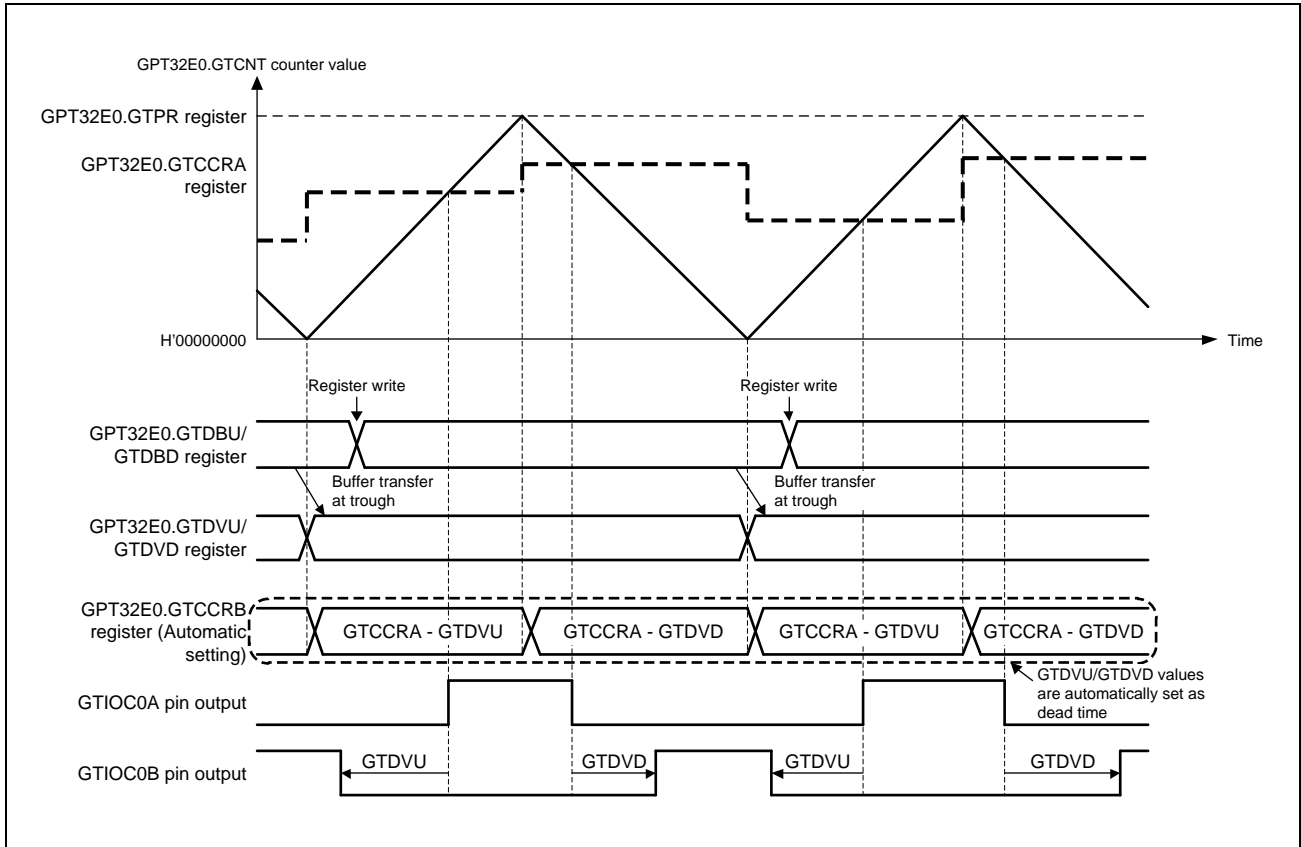 GPT32E0.GTCNT counter value
GPT32E0.GTPR register
GPT32E0.GTCCRA
register
H'00000000
Time
Register write
Register write
GPT32E0.GTDBU/
GTDBD register
Buffer transfer
at trough
Buffer transfer
at trough
GPT32E0.GTDVU/
GTDVD register
GPT32E0.GTCCRB
register (Automatic
setting)
GTCCRA - GTDVU
GTCCRA - GTDVD
GTCCRA - GTDVU
GTCCRA - GTDVD
GTDVU/GTDVD values
are automatically set as
dead time
GTIOC0A pin output
GTIOC0B pin output
GTDVU
GTDVD
GTDVU
GTDVD